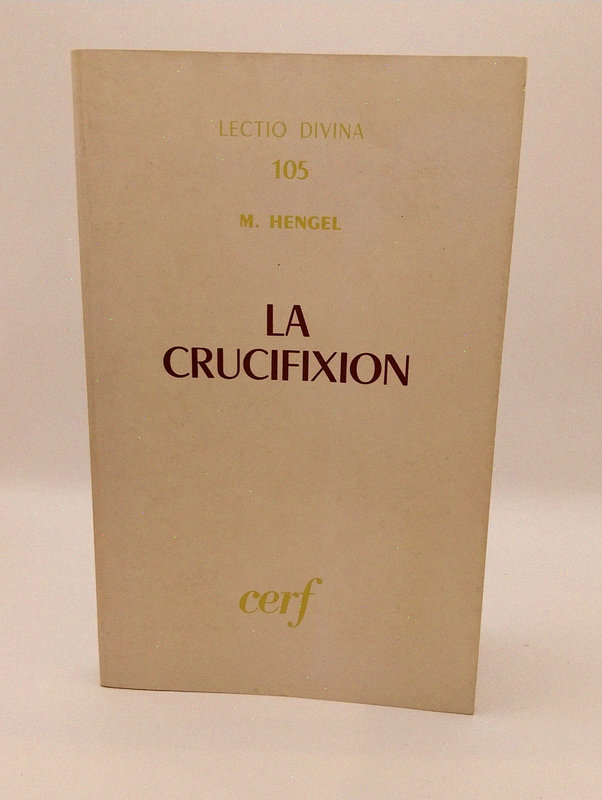 LECTIO DIVINA
105
M. HENGEL
LA
CRUCIFIXION
cerf